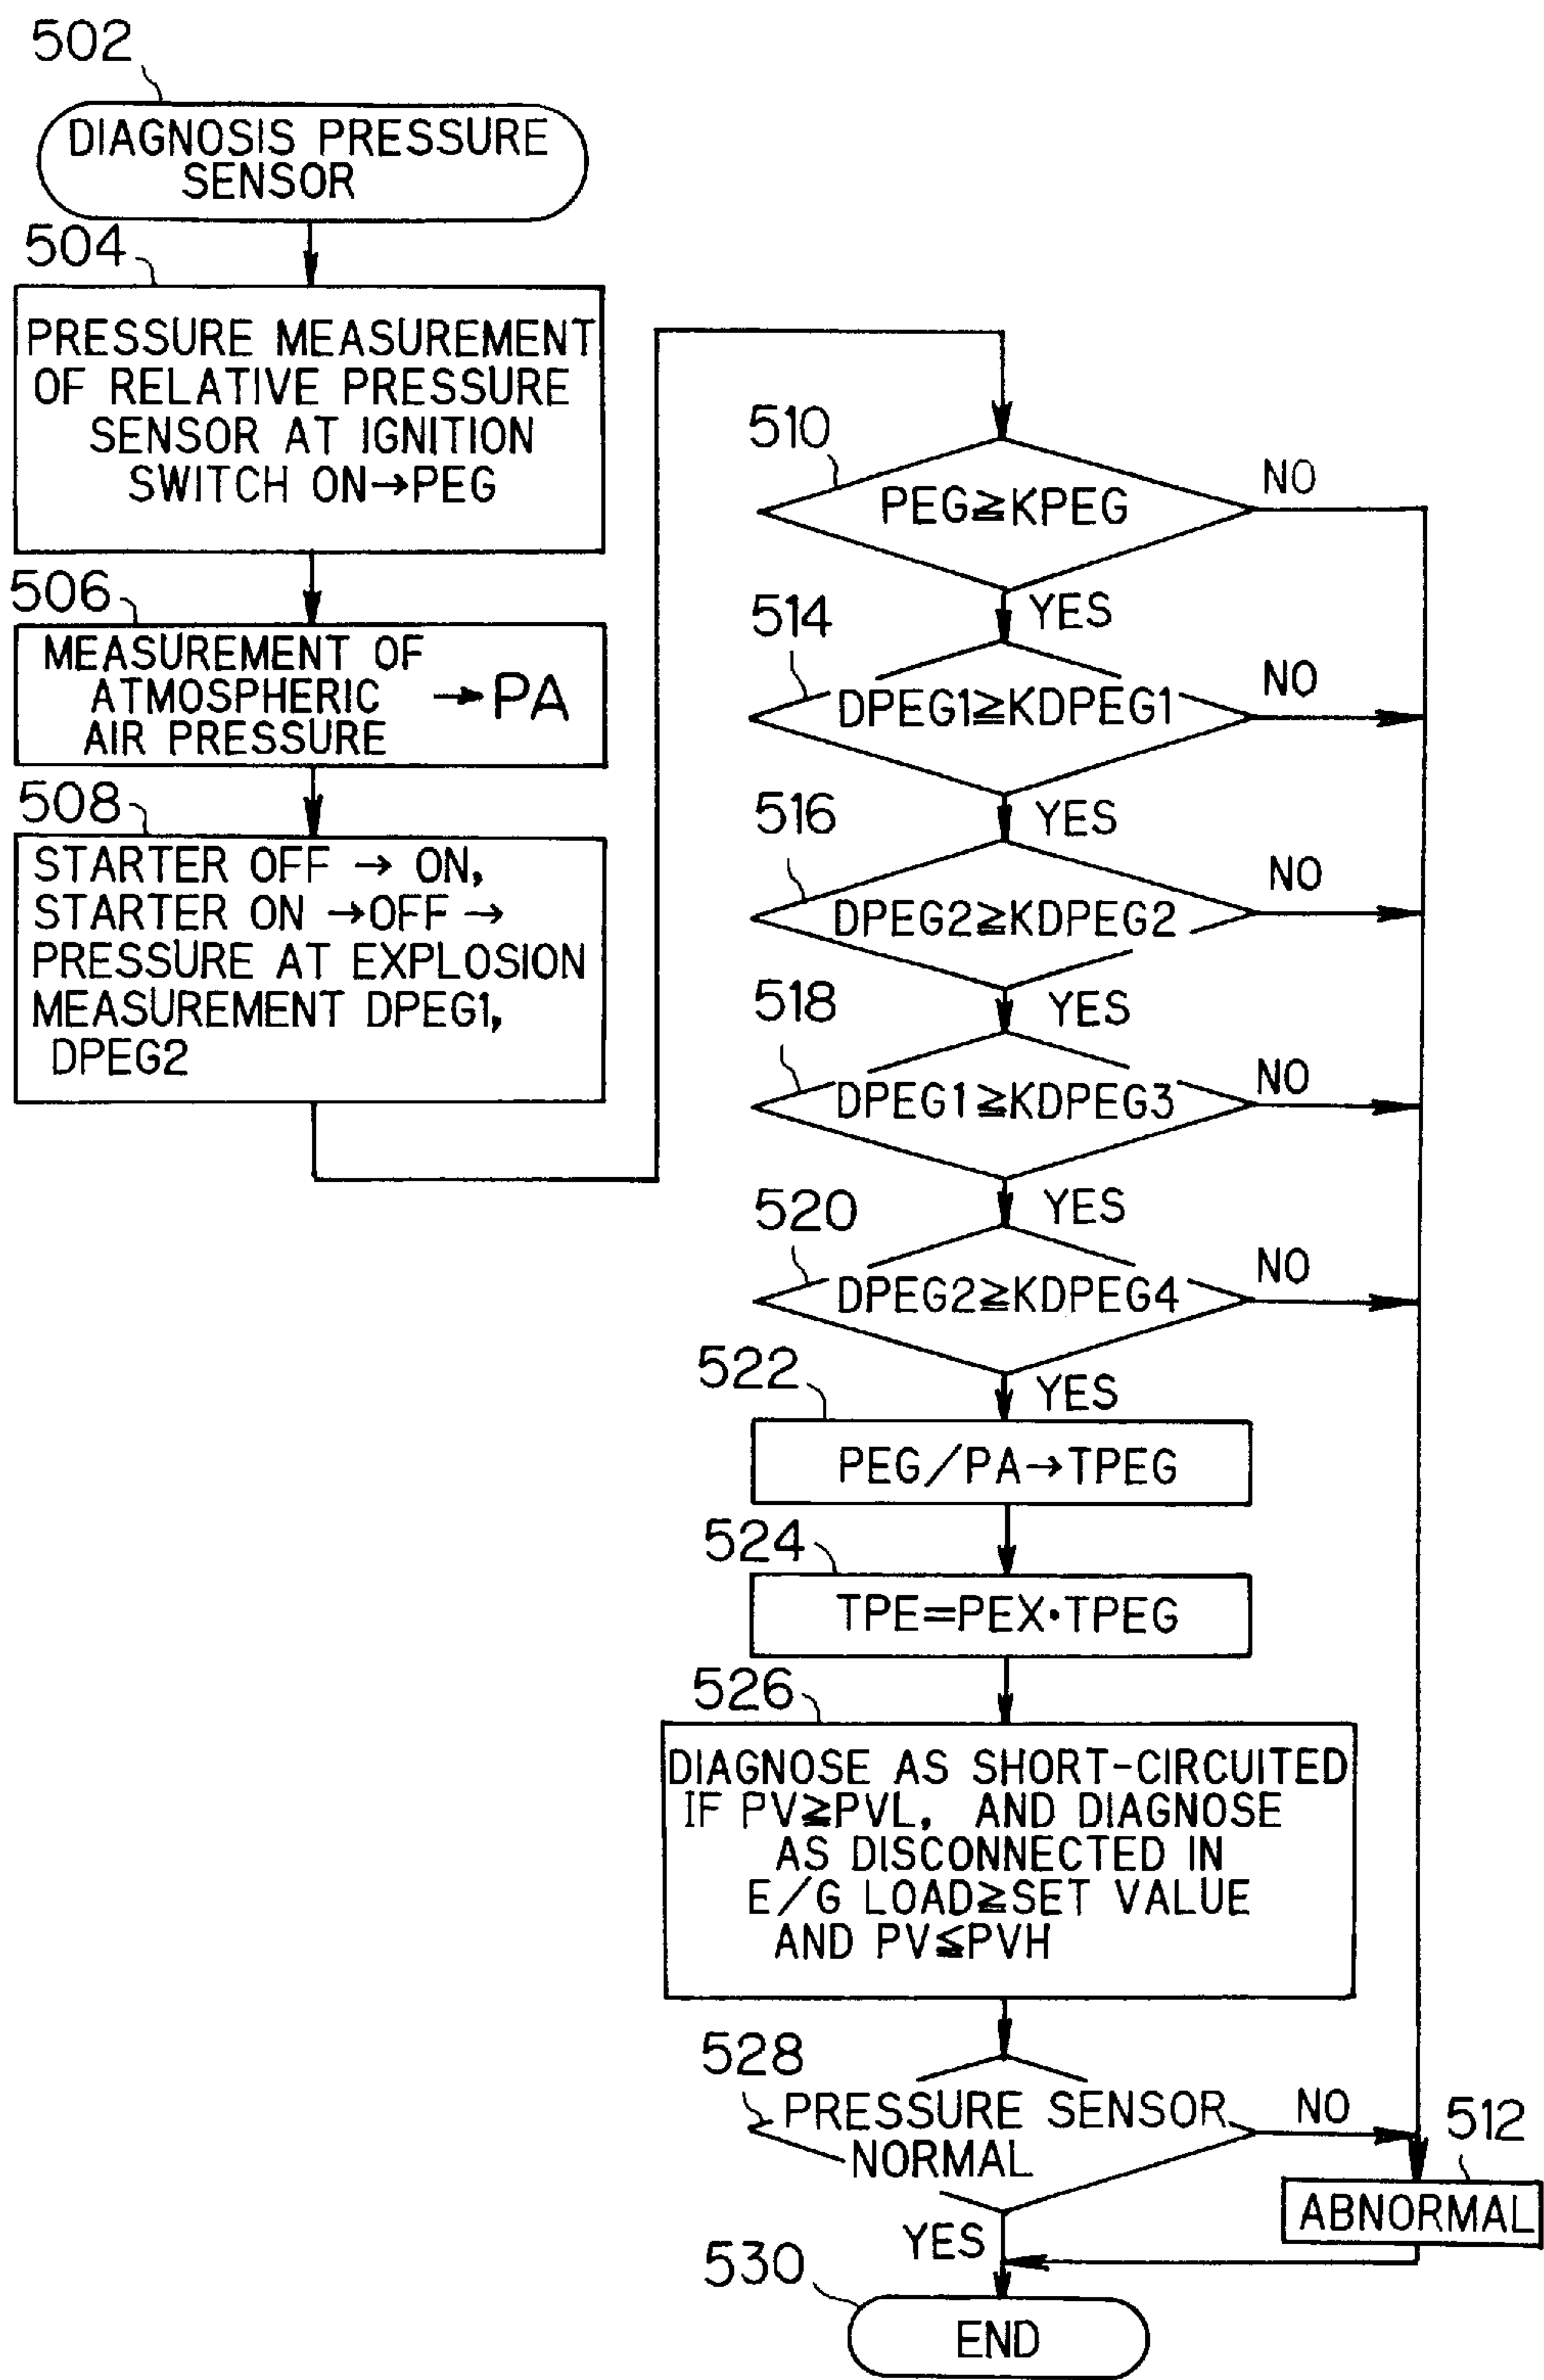 502
DIAGNOSIS PRESSURE
SENSOR
504
PRESSURE MEASUREMENT
OF RELATIVE PRESSURE
SENSOR AT IGNITION
SWITCH ON→PEG
506
MEASUREMENT OF
ATMOSPHERIC → PA
AIR PRESSURE
508
STARTER OFF → ON,
STARTER ON →OFF →
PRESSURE AT EXPLOSION
MEASUREMENT DPEG1,
DPEG2
510
PEG≧KPEG
NO
YES
514
DPEG1≧KDPEG1
NO
YES
516
DPEG2≧KDPEG2
NO
YES
518
DPEG1≧KDPEG3
NO
YES
520
DPEG2≧KDPEG4
NO
YES
522
PEG/PA→TPEG
524
TPE=PEX・TPEG
526
DIAGNOSE AS SHORT-CIRCUITED
IF PV≧PVL, AND DIAGNOSE
AS DISCONNECTED IN
E/G LOAD≧SET VALUE
AND PV≦PVH
528
PRESSURE SENSOR
NORMAL
NO
YES
512
ABNORMAL
530
END